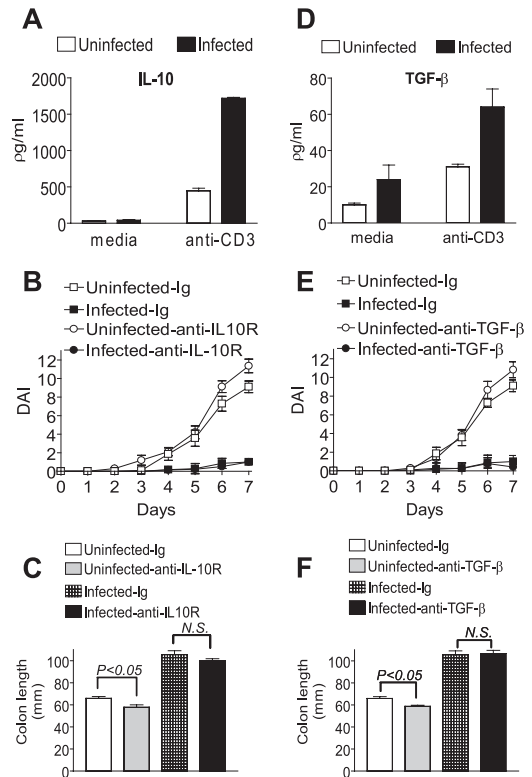 A
Uninfected Infected
IL-10
2000
1500
1000
500
0
ρg/ml
media anti-CD3
B
Uninfected-Ig
Infected-Ig
Uninfected-anti-IL10R
Infected-anti-IL-10R
12
10
8
6
4
2
0
DAI
0 1 2 3 4 5 6 7
Days
C
Uninfected-Ig
Uninfected-anti-IL-10R
Infected-Ig
Infected-anti-IL10R
N.S.
P<0.05
100
80
60
40
20
0
Colon length
(mm)
D
Uninfected Infected
TGF-β
80
60
40
20
0
ρg/ml
media anti-CD3
E
Uninfected-Ig
Infected-Ig
Uninfected-anti-TGF-β
Infected-anti-TGF-β
12
10
8
6
4
2
0
DAI
0 1 2 3 4 5 6 7
Days
F
Uninfected-Ig
Uninfected-anti-TGF-β
Infected-Ig
Infected-anti-TGF-β
N.S.
P<0.05
100
80
60
40
20
0
Colon length
(mm)